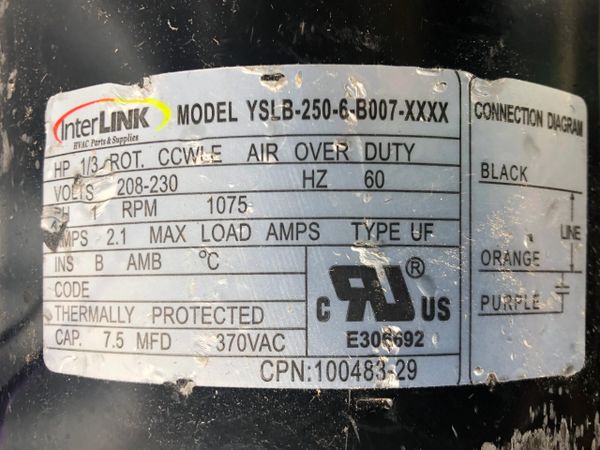 InterLINK
HVAC Parts & Supplies
MODEL YSLB-250-6-B007-XXXX
HP 1/3 ROT. CCWLE AIR OVER DUTY
VOLTS 208-230 HZ 60
PH 1 RPM 1075
AMPS 2.1 MAX LOAD AMPS TYPE UF
INS B AMB °C
CODE
THERMALLY PROTECTED
CAP. 7.5 MFD 370VAC
C RU ® US
E306692
CPN:100483-29
CONNECTION DIAGRAM
BLACK
LINE
ORANGE
PURPLE